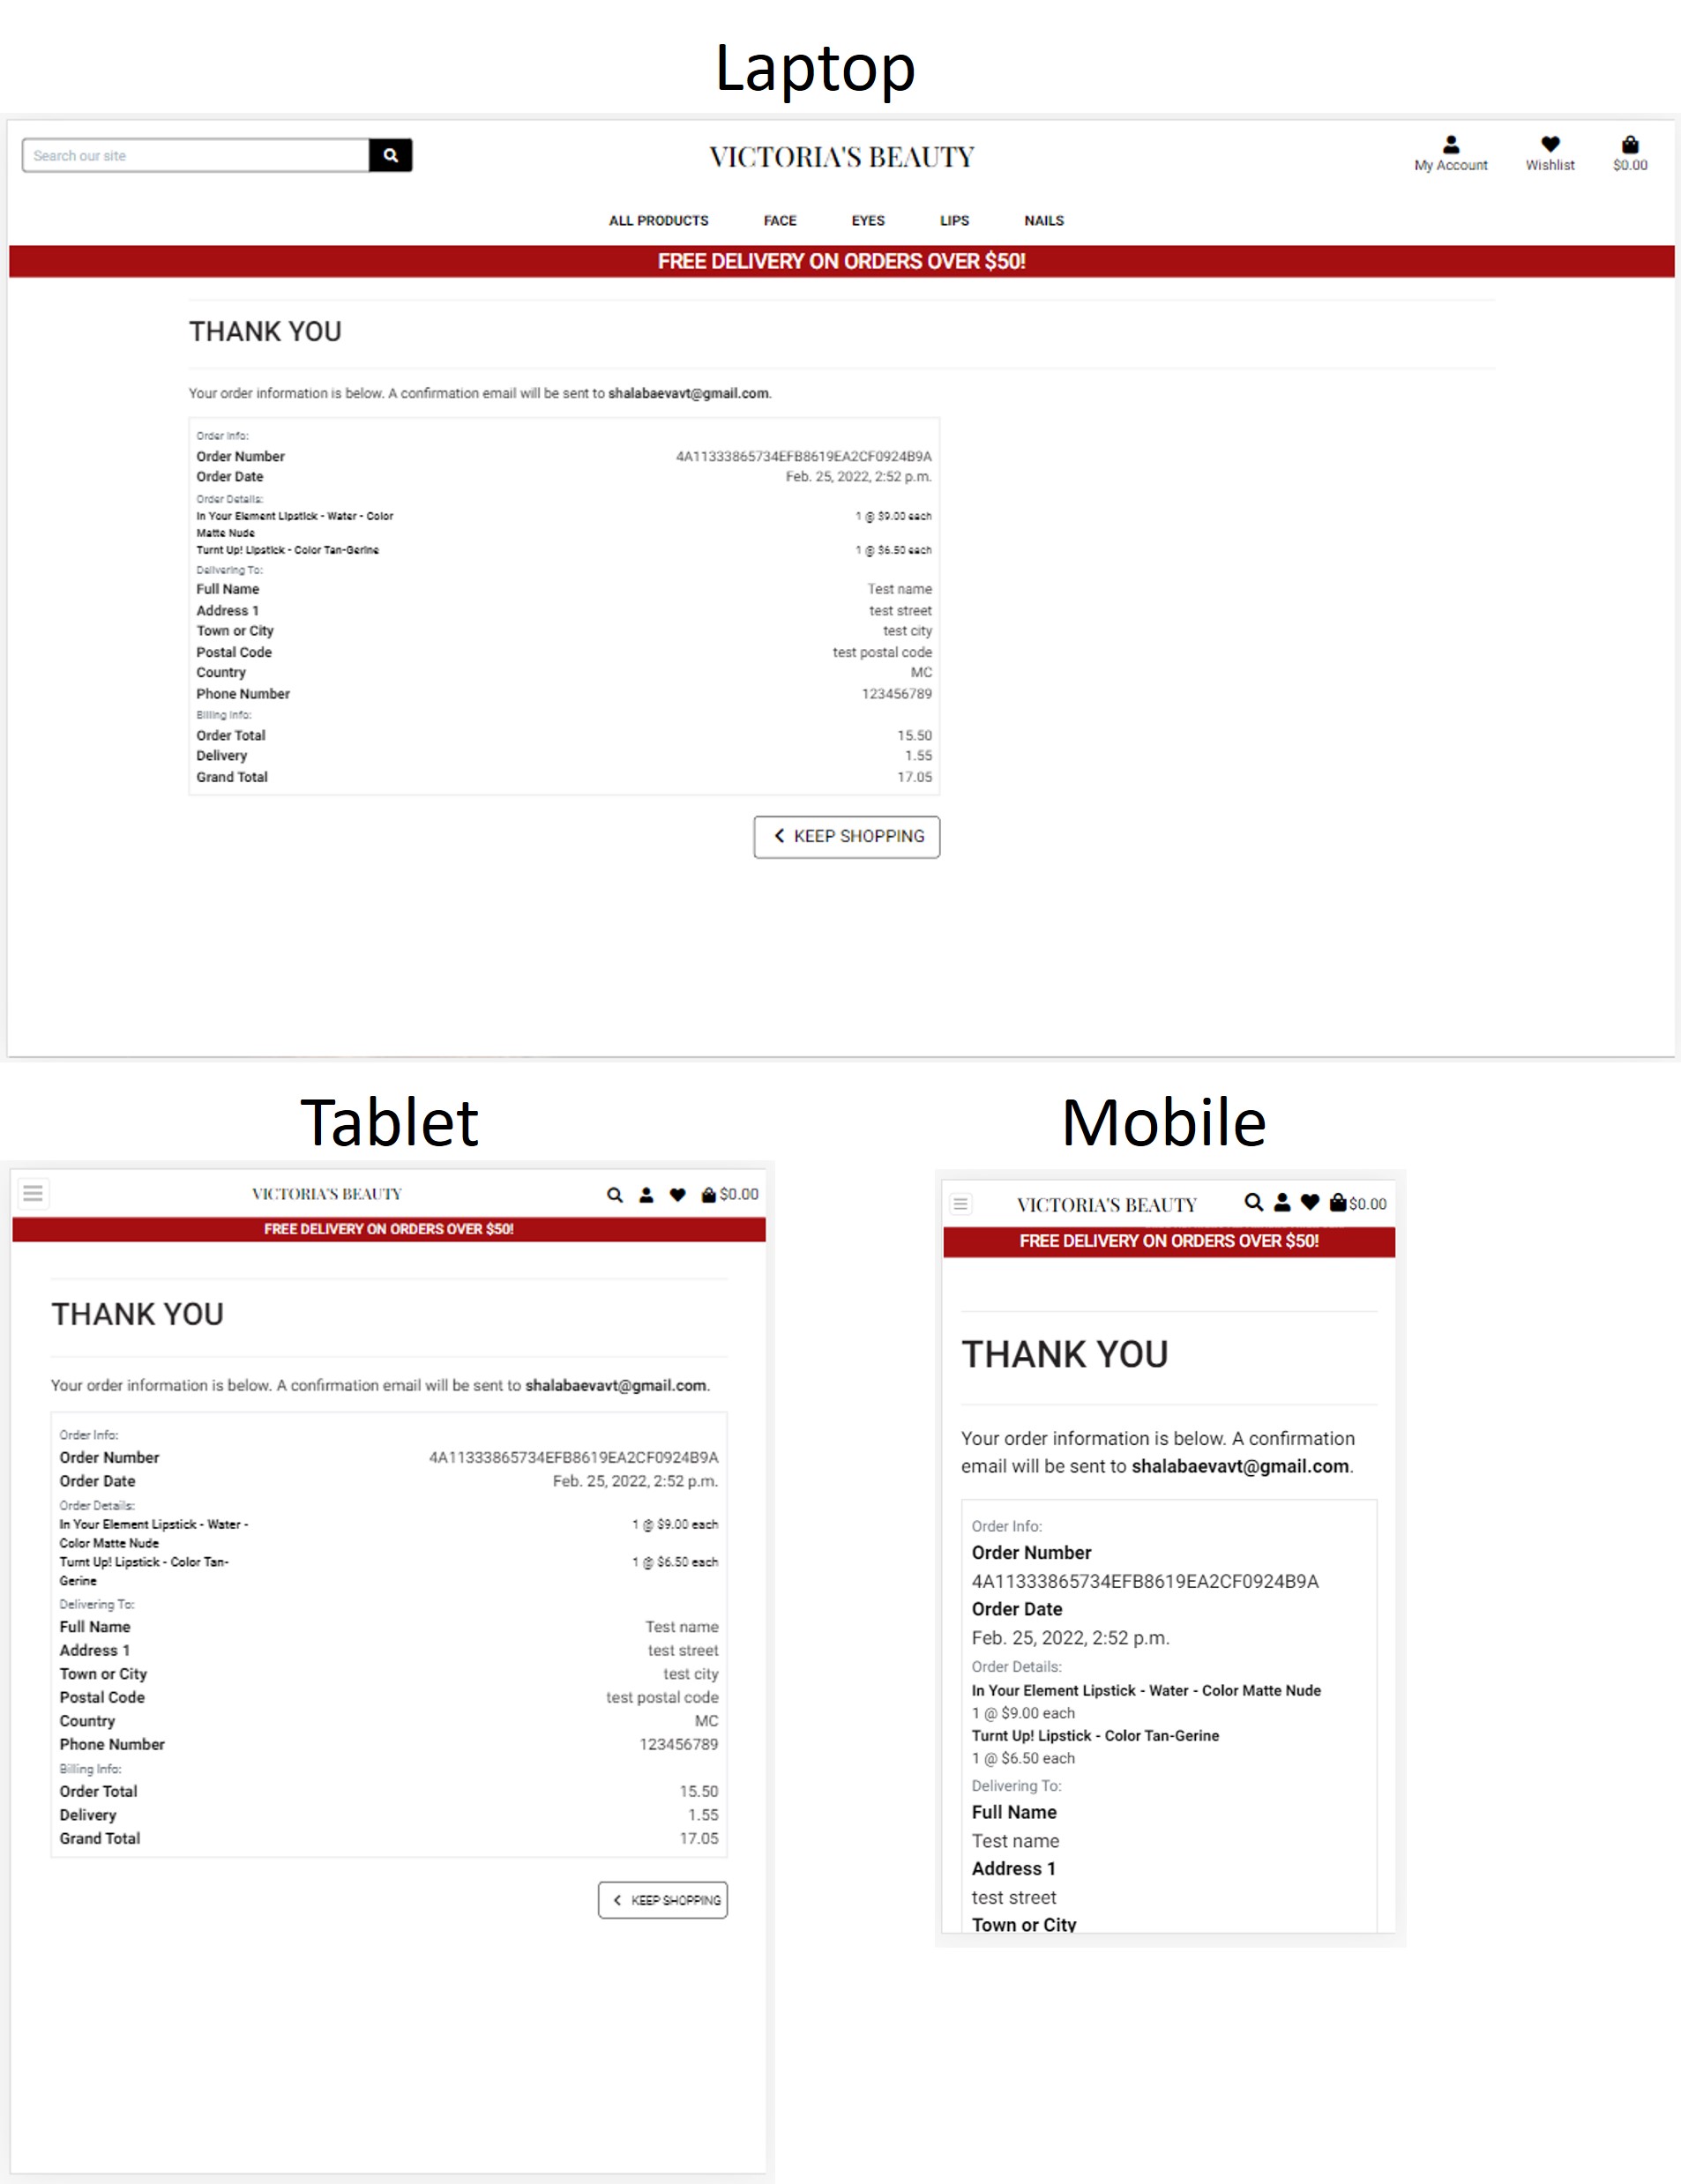 Laptop
Search our site
VICTORIA'S BEAUTY
My Account
Wishlist
$0.00
ALL PRODUCTS FACE EYES LIPS NAILS
FREE DELIVERY ON ORDERS OVER $50!
THANK YOU
Your order information is below. A confirmation email will be sent to shalabaevavt@gmail.com.
Order Info:
Order Number 4A11333865734EFB8619EA2CF0924B9A
Order Date Feb. 25, 2022, 2:52 p.m.
Order Details:
In Your Element Lipstick - Water - Color 1 @ $9.00 each
Matte Nude
Turnt Up! Lipstick - Color Tan-Gerine 1 @ $6.50 each
Delivering To:
Full Name Test name
Address 1 test street
Town or City test city
Postal Code test postal code
Country MC
Phone Number 123456789
Billing Info:
Order Total 15.50
Delivery 1.55
Grand Total 17.05
KEEP SHOPPING
Tablet
VICTORIA'S BEAUTY $0.00
FREE DELIVERY ON ORDERS OVER $50!
THANK YOU
Your order information is below. A confirmation email will be sent to shalabaevavt@gmail.com.
Order Info:
Order Number 4A11333865734EFB8619EA2CF0924B9A
Order Date Feb. 25, 2022, 2:52 p.m.
Order Details:
In Your Element Lipstick - Water - 1 @ $9.00 each
Color Matte Nude
Turnt Up! Lipstick - Color Tan- 1 @ $6.50 each
Gerine
Delivering To:
Full Name Test name
Address 1 test street
Town or City test city
Postal Code test postal code
Country MC
Phone Number 123456789
Billing Info:
Order Total 15.50
Delivery 1.55
Grand Total 17.05
KEEP SHOPPING
Mobile
VICTORIA'S BEAUTY $0.00
FREE DELIVERY ON ORDERS OVER $50!
THANK YOU
Your order information is below. A confirmation
email will be sent to shalabaevavt@gmail.com.
Order Info:
Order Number
4A11333865734EFB8619EA2CF0924B9A
Order Date
Feb. 25, 2022, 2:52 p.m.
Order Details:
In Your Element Lipstick - Water - Color Matte Nude
1 @ $9.00 each
Turnt Up! Lipstick - Color Tan-Gerine
1 @ $6.50 each
Delivering To:
Full Name
Test name
Address 1
test street
Town or City